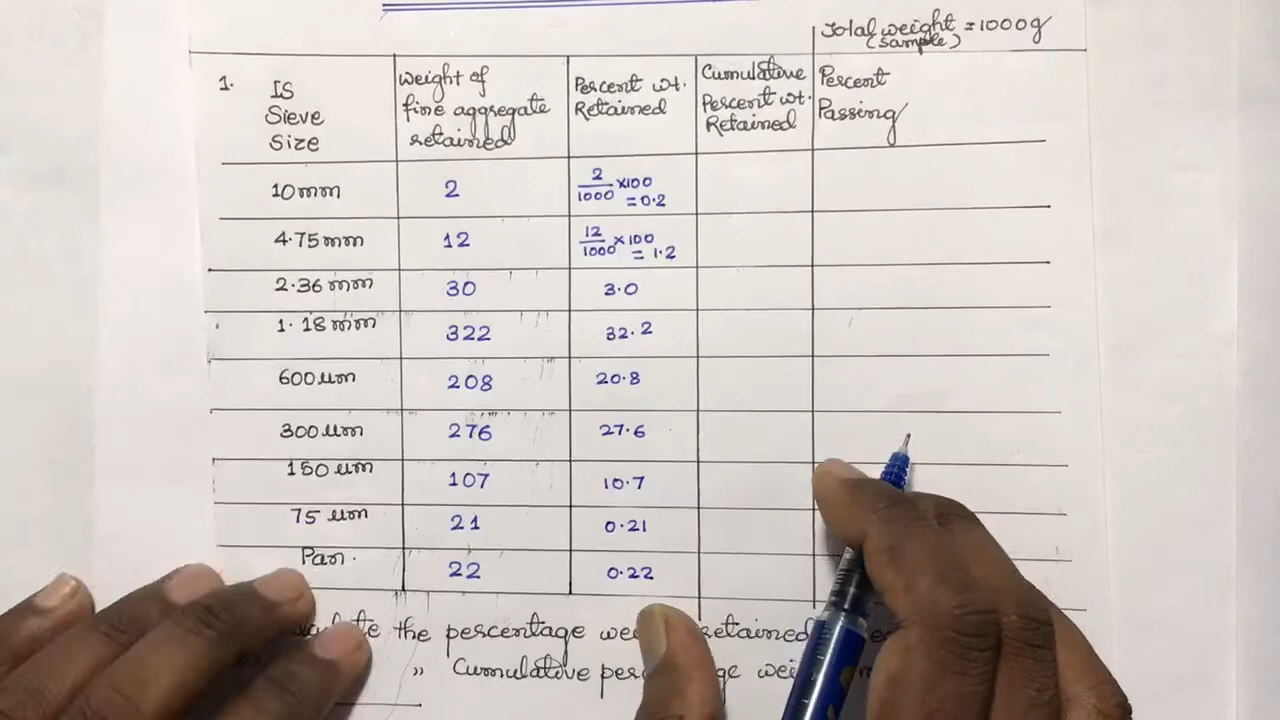 Total weight = 1000g
(sample)
1. IS Sieve Size
Weight of fine aggregate retained
Percent wt. Retained
Cumulative Percent wt. Retained
Percent Passing
10mm 2 2/1000 ×100 = 0.2
4.75mm 12 12/1000 ×100 = 1.2
2.36mm 30 3.0
1.18mm 322 32.2
600um 208 20.8
300um 276 27.6
150um 107 10.7
75um 21 0.21
Pan. 22 0.22
the percentage retained
,, Cumulative